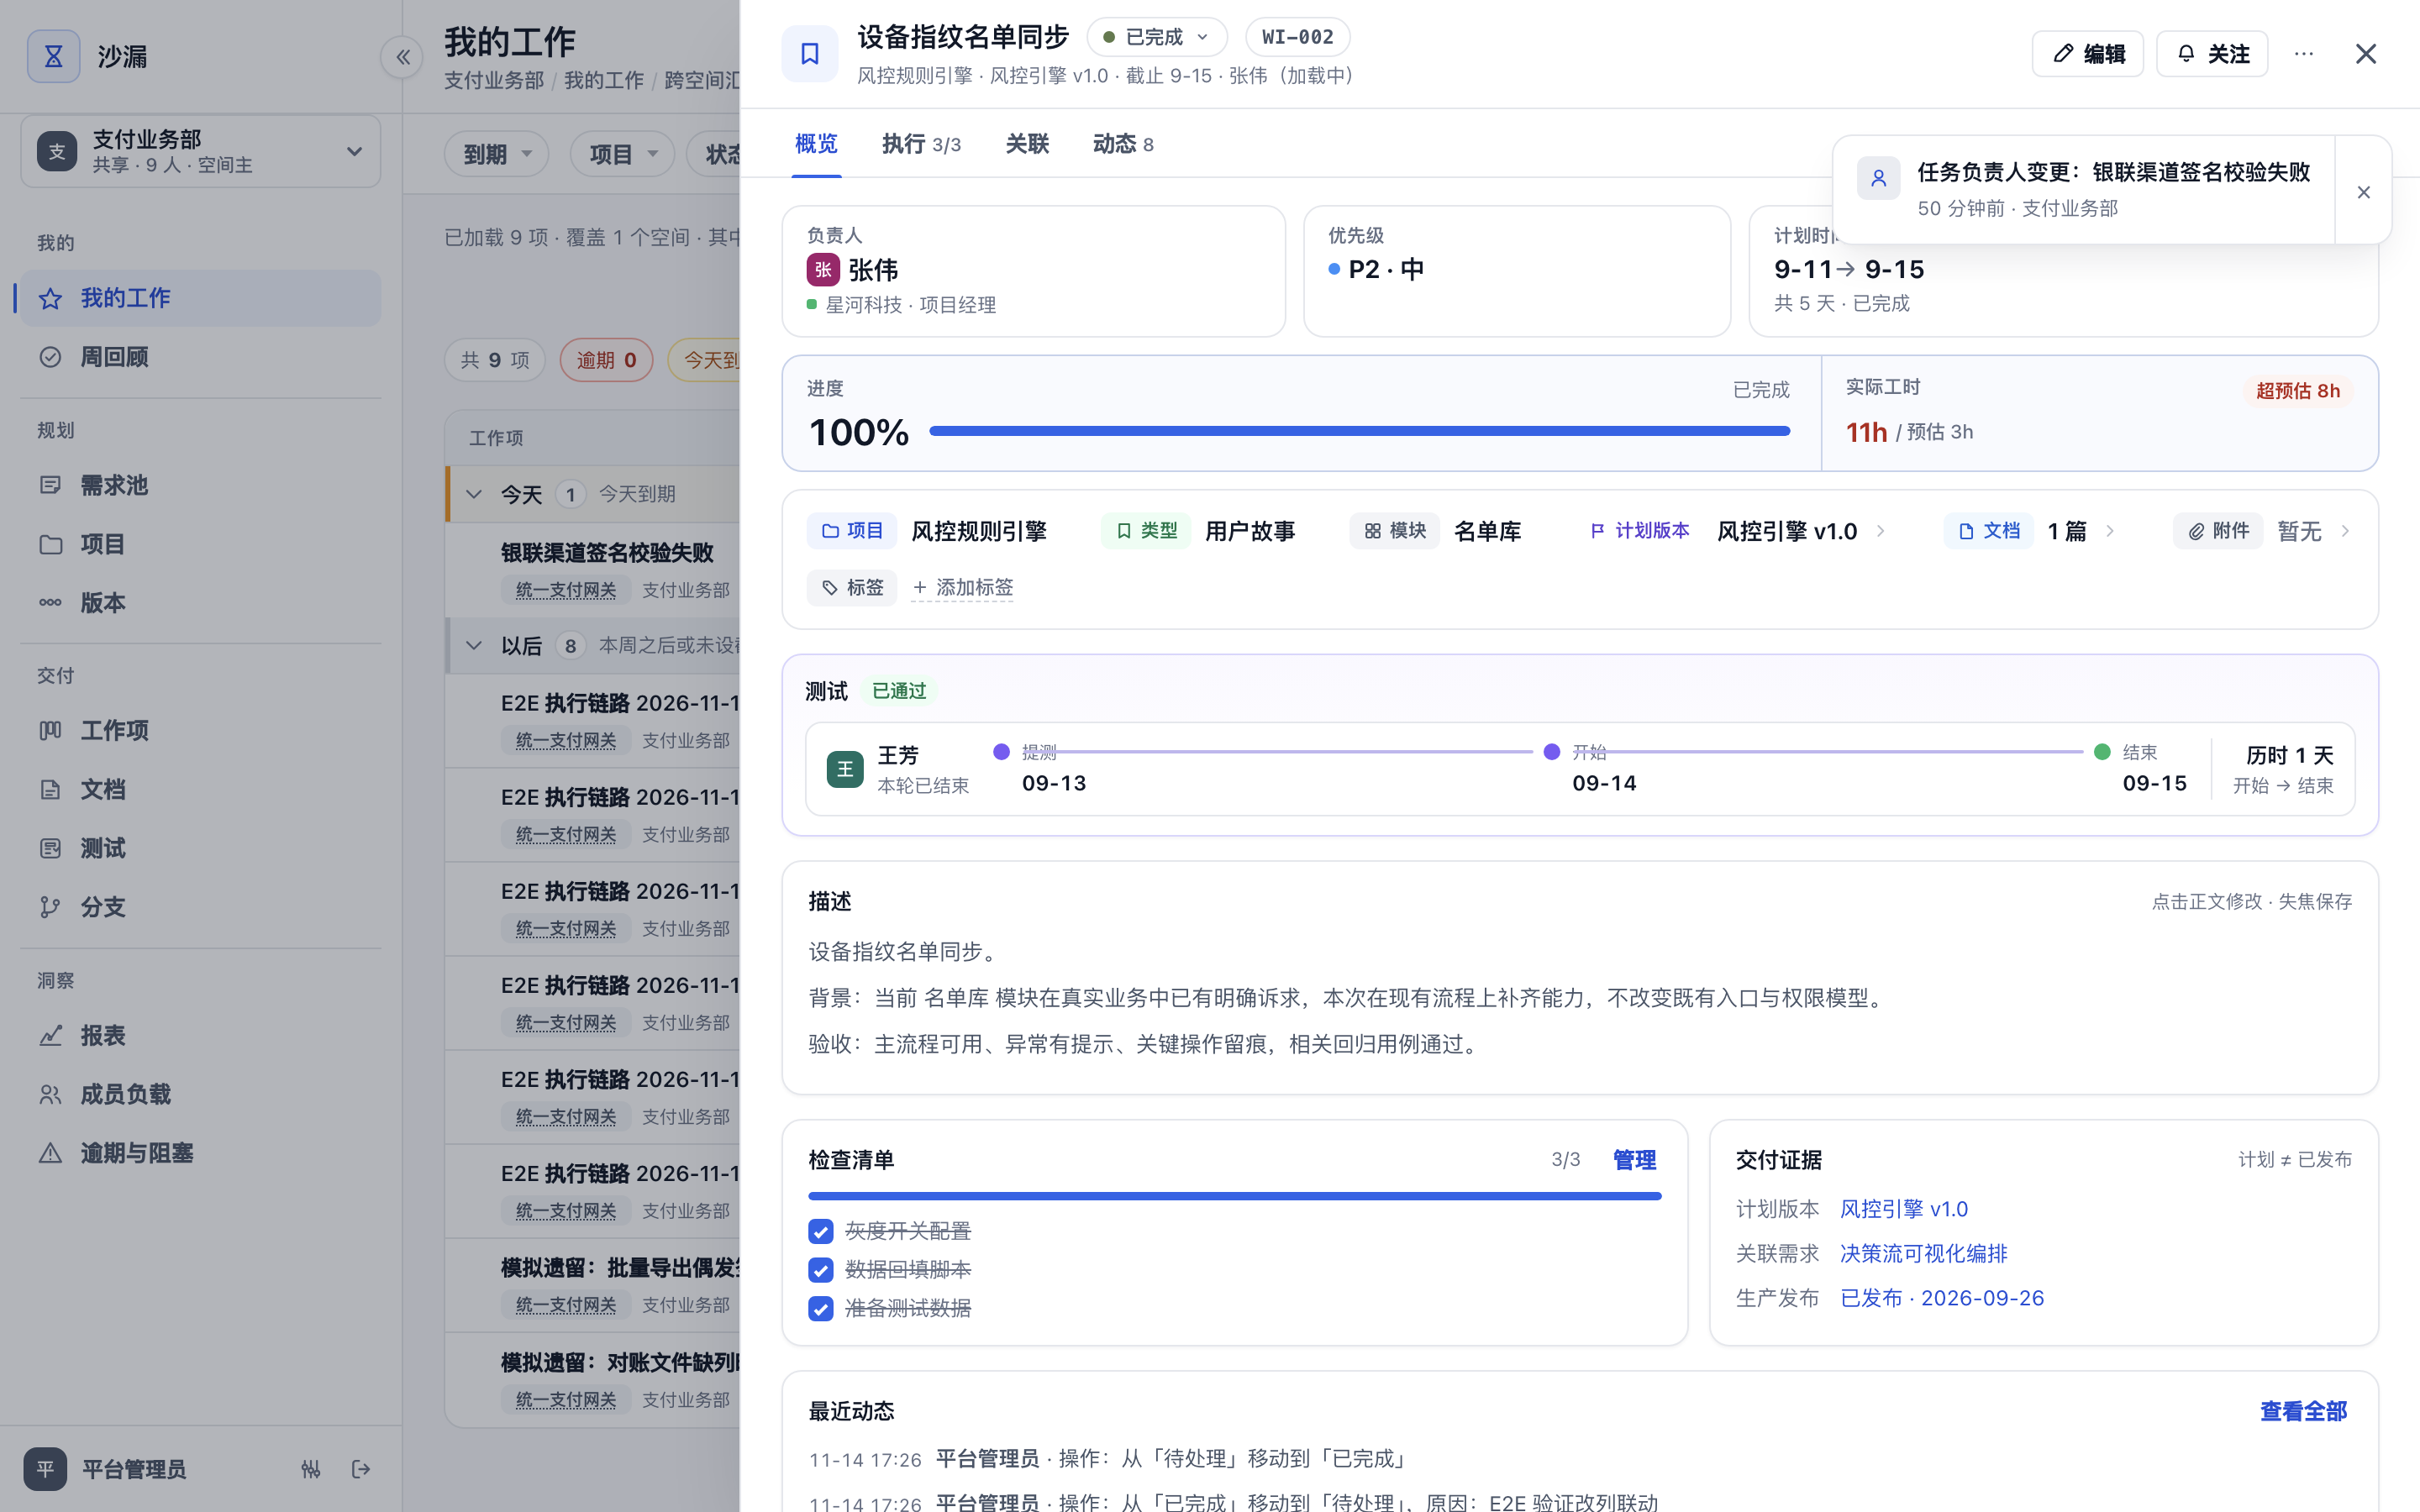 沙漏
支付业务部
共享 · 9 人 · 空间主
支
我的
我的工作
周回顾
规划
需求池
项目
版本
交付
工作项
文档
测试
分支
洞察
报表
成员负载
逾期与阻塞
平
平台管理员
我的工作
支付业务部 / 我的工作 / 跨空间汇
到期
项目
状态
已加载 9 项 · 覆盖 1 个空间 · 其中
共 9 项
逾期 0
今天到
工作项
今天 1 今天到期
银联渠道签名校验失败
统一支付网关 支付业务部
以后 8 本周之后或未设
E2E 执行链路 2026-11-1
统一支付网关 支付业务部
E2E 执行链路 2026-11-1
统一支付网关 支付业务部
E2E 执行链路 2026-11-1
统一支付网关 支付业务部
E2E 执行链路 2026-11-1
统一支付网关 支付业务部
E2E 执行链路 2026-11-1
统一支付网关 支付业务部
E2E 执行链路 2026-11-1
统一支付网关 支付业务部
模拟遗留：批量导出偶发
统一支付网关 支付业务部
模拟遗留：对账文件缺列
统一支付网关 支付业务部
设备指纹名单同步
已完成
WI-002
风控规则引擎 · 风控引擎 v1.0 · 截止 9-15 · 张伟（加载中）
编辑
关注
概览
执行 3/3
关联
动态 8
任务负责人变更：银联渠道签名校验失败
50 分钟前 · 支付业务部
负责人
张
张伟
星河科技 · 项目经理
优先级
P2 · 中
计划时间
9-11→ 9-15
共 5 天 · 已完成
进度
已完成
100%
实际工时
超预估 8h
11h / 预估 3h
项目 风控规则引擎
类型 用户故事
模块 名单库
计划版本 风控引擎 v1.0
文档 1 篇
附件 暂无
标签 + 添加标签
测试 已通过
王
王芳
本轮已结束
提测
09-13
开始
09-14
结束
09-15
历时 1 天
开始 → 结束
描述
点击正文修改 · 失焦保存
设备指纹名单同步。
背景：当前 名单库 模块在真实业务中已有明确诉求，本次在现有流程上补齐能力，不改变既有入口与权限模型。
验收：主流程可用、异常有提示、关键操作留痕，相关回归用例通过。
检查清单
3/3
管理
灰度开关配置
数据回填脚本
准备测试数据
交付证据
计划 ≠ 已发布
计划版本 风控引擎 v1.0
关联需求 决策流可视化编排
生产发布 已发布 · 2026-09-26
最近动态
查看全部
11-14 17:26 平台管理员 · 操作：从「待处理」移动到「已完成」
11-14 17:26 平台管理员 · 操作：从「已完成」移动到「待处理」，原因：E2E 验证改列联动